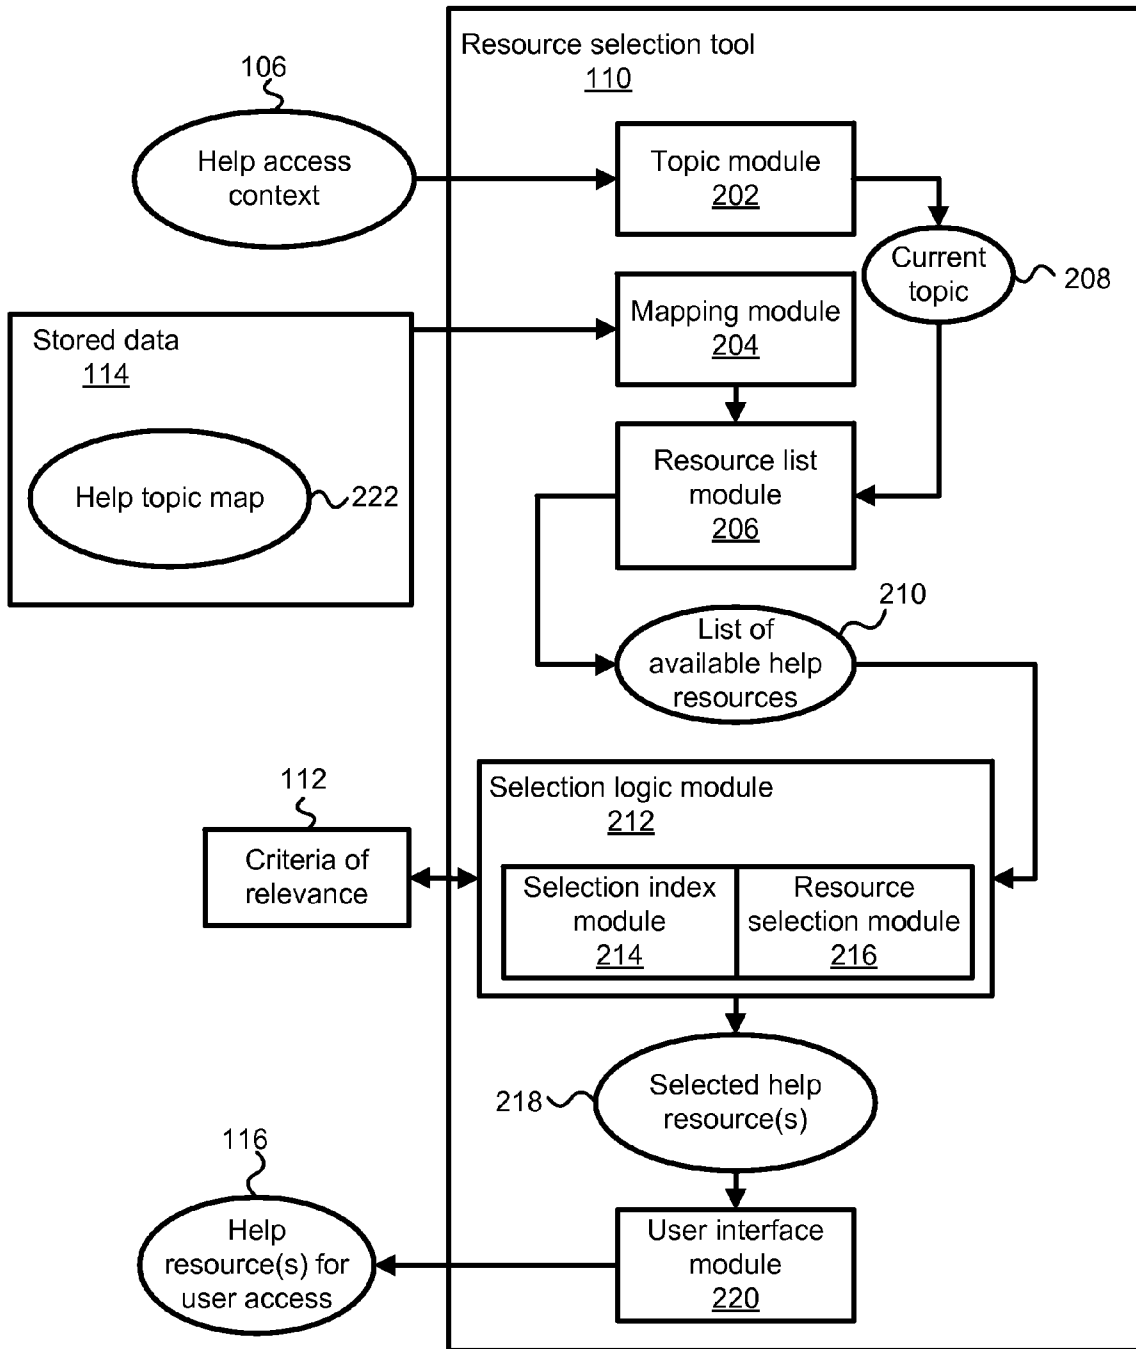 Resource selection tool
110
106
Help access
context
Topic module
202
Current
topic
208
Mapping module
204
Stored data
114
Help topic map
222
Resource list
module
206
210
List of
available help
resources
112
Criteria of
relevance
Selection logic module
212
Selection index
module
214
Resource
selection module
216
218
Selected help
resource(s)
116
Help
resource(s) for
user access
User interface
module
220